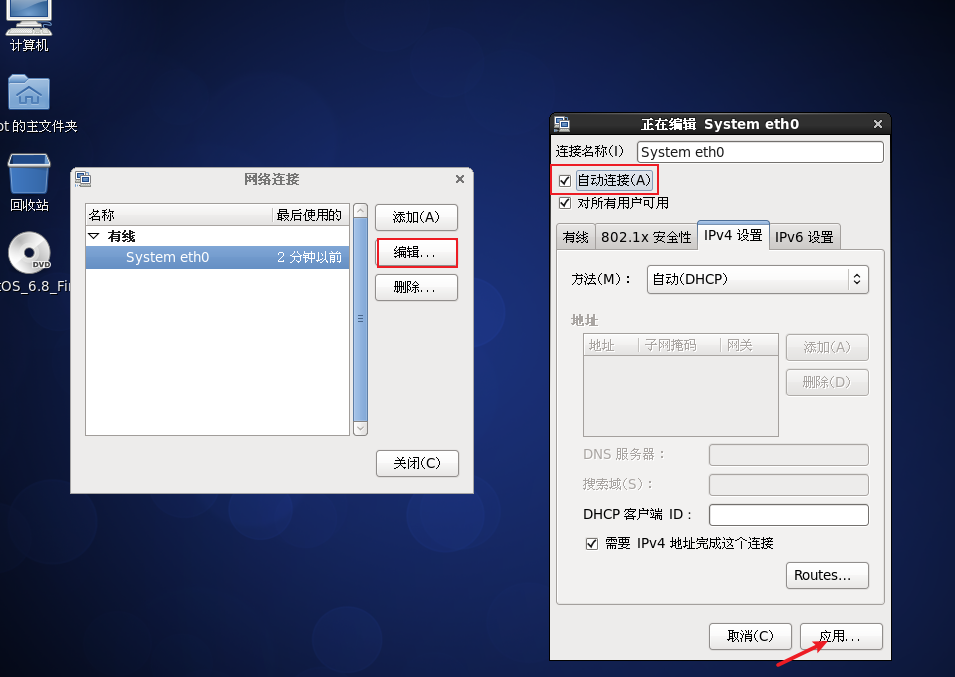 计算机
ot 的主文件夹
回收站
DVD
tOS_6.8_Fi
网络连接
名称 最后使用的
有线
System eth0 2 分钟以前
添加(A)
编辑...
删除...
关闭(C)
正在编辑 System eth0
连接名称(I) System eth0
自动连接(A)
对所有用户可用
有线 802.1x 安全性 IPv4 设置 IPv6 设置
方法(M)： 自动(DHCP)
地址
地址 子网掩码 网关
添加(A)
删除(D)
DNS 服务器：
搜索域(S)：
DHCP 客户端 ID：
需要 IPv4 地址完成这个连接
Routes...
取消(C) 应用...